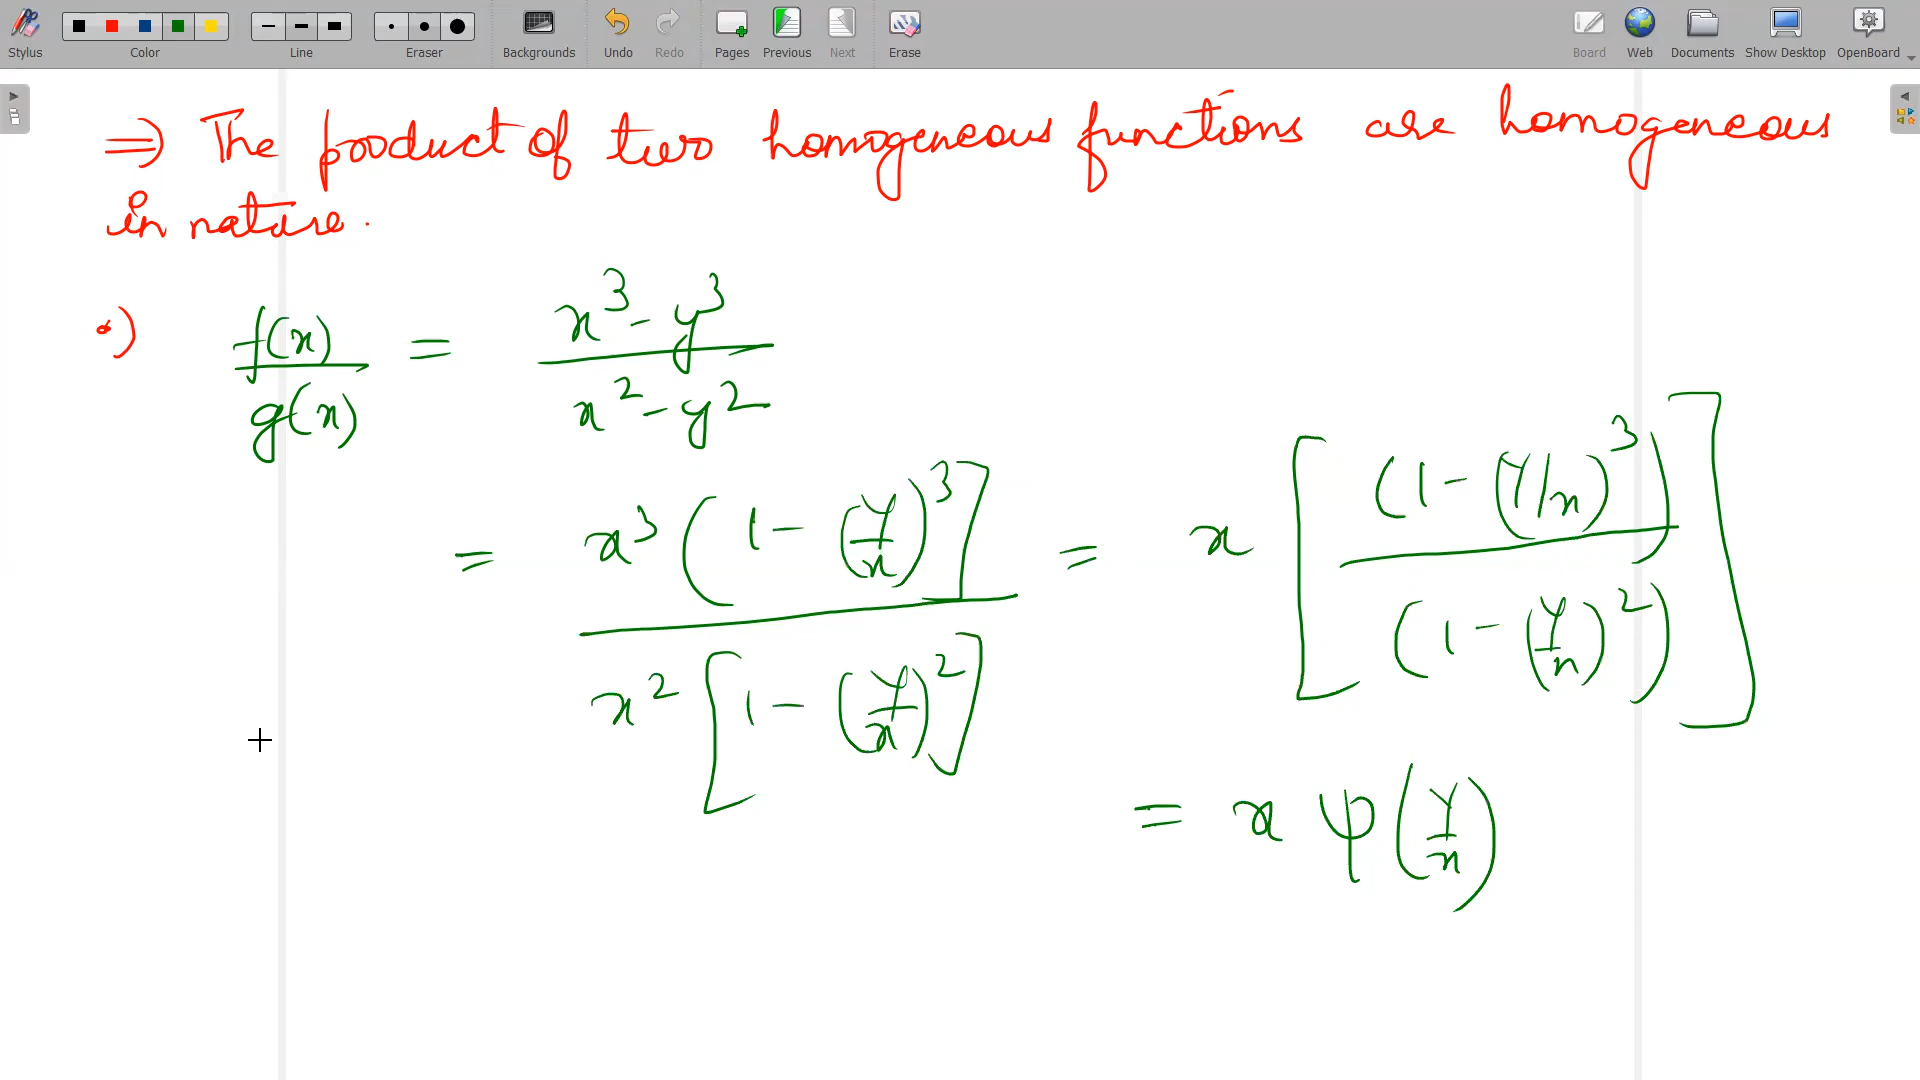 Stylus Color Line Eraser Backgrounds Undo Redo Pages Previous Next Erase Board Web Documents Show Desktop OpenBoard
⇒ The product of two homogeneous functions are homogeneous
in nature.
•) f(x)/g(x) = (x³ - y³)/(x² - y²)
= x³(1 - (y/x)³]/x²[1 - (y/x)²] = x[(1 - (y/x)³)/(1 - (y/x)²)]
= x φ(y/x)